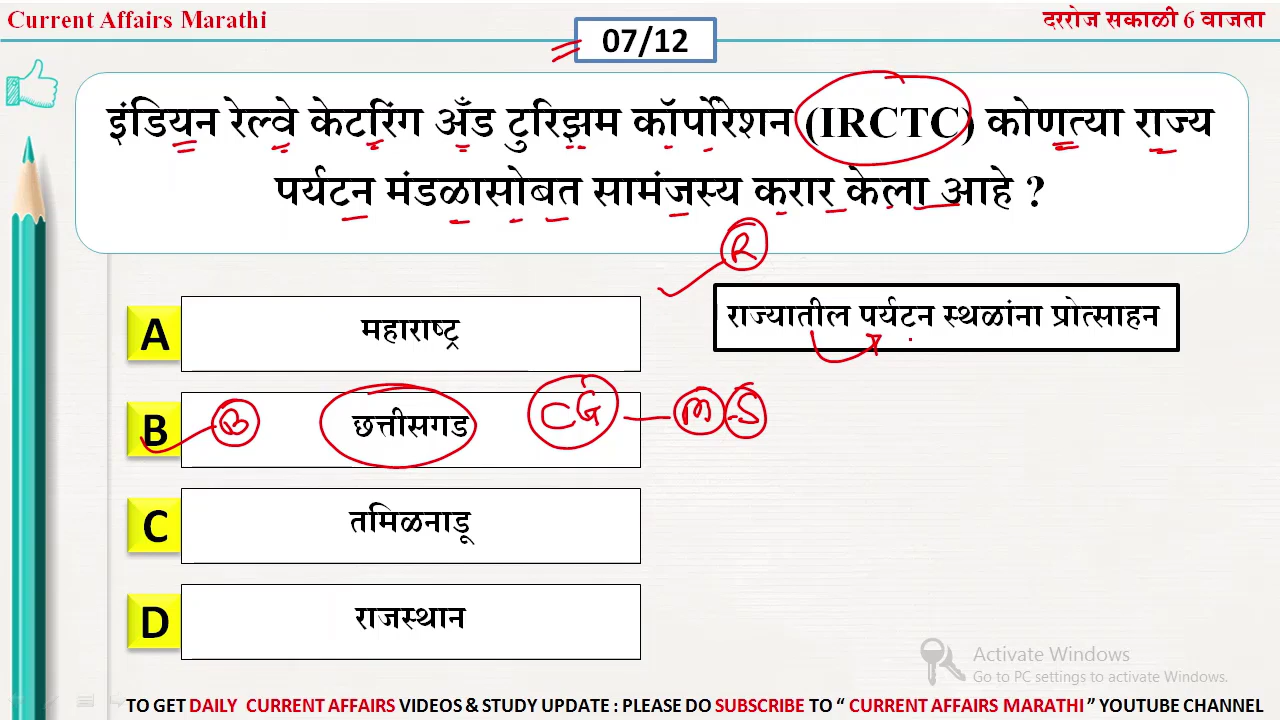 Current Affairs Marathi
दररोज सकाळी 6 वाजता
07/12
इंडियन रेल्वे केटरिंग अँड टुरिझम कॉर्पोरेशन (IRCTC) कोणत्या राज्य
पर्यटन मंडळासोबत सामंजस्य करार केला आहे ?
R
राज्यातील पर्यटन स्थळांना प्रोत्साहन
A
महाराष्ट्र
B
B
छत्तीसगड
CG
M
S
C
तमिळनाडू
D
राजस्थान
Activate Windows
Go to PC settings to activate Windows.
TO GET DAILY CURRENT AFFAIRS VIDEOS & STUDY UPDATE : PLEASE DO SUBSCRIBE TO “ CURRENT AFFAIRS MARATHI ” YOUTUBE CHANNEL